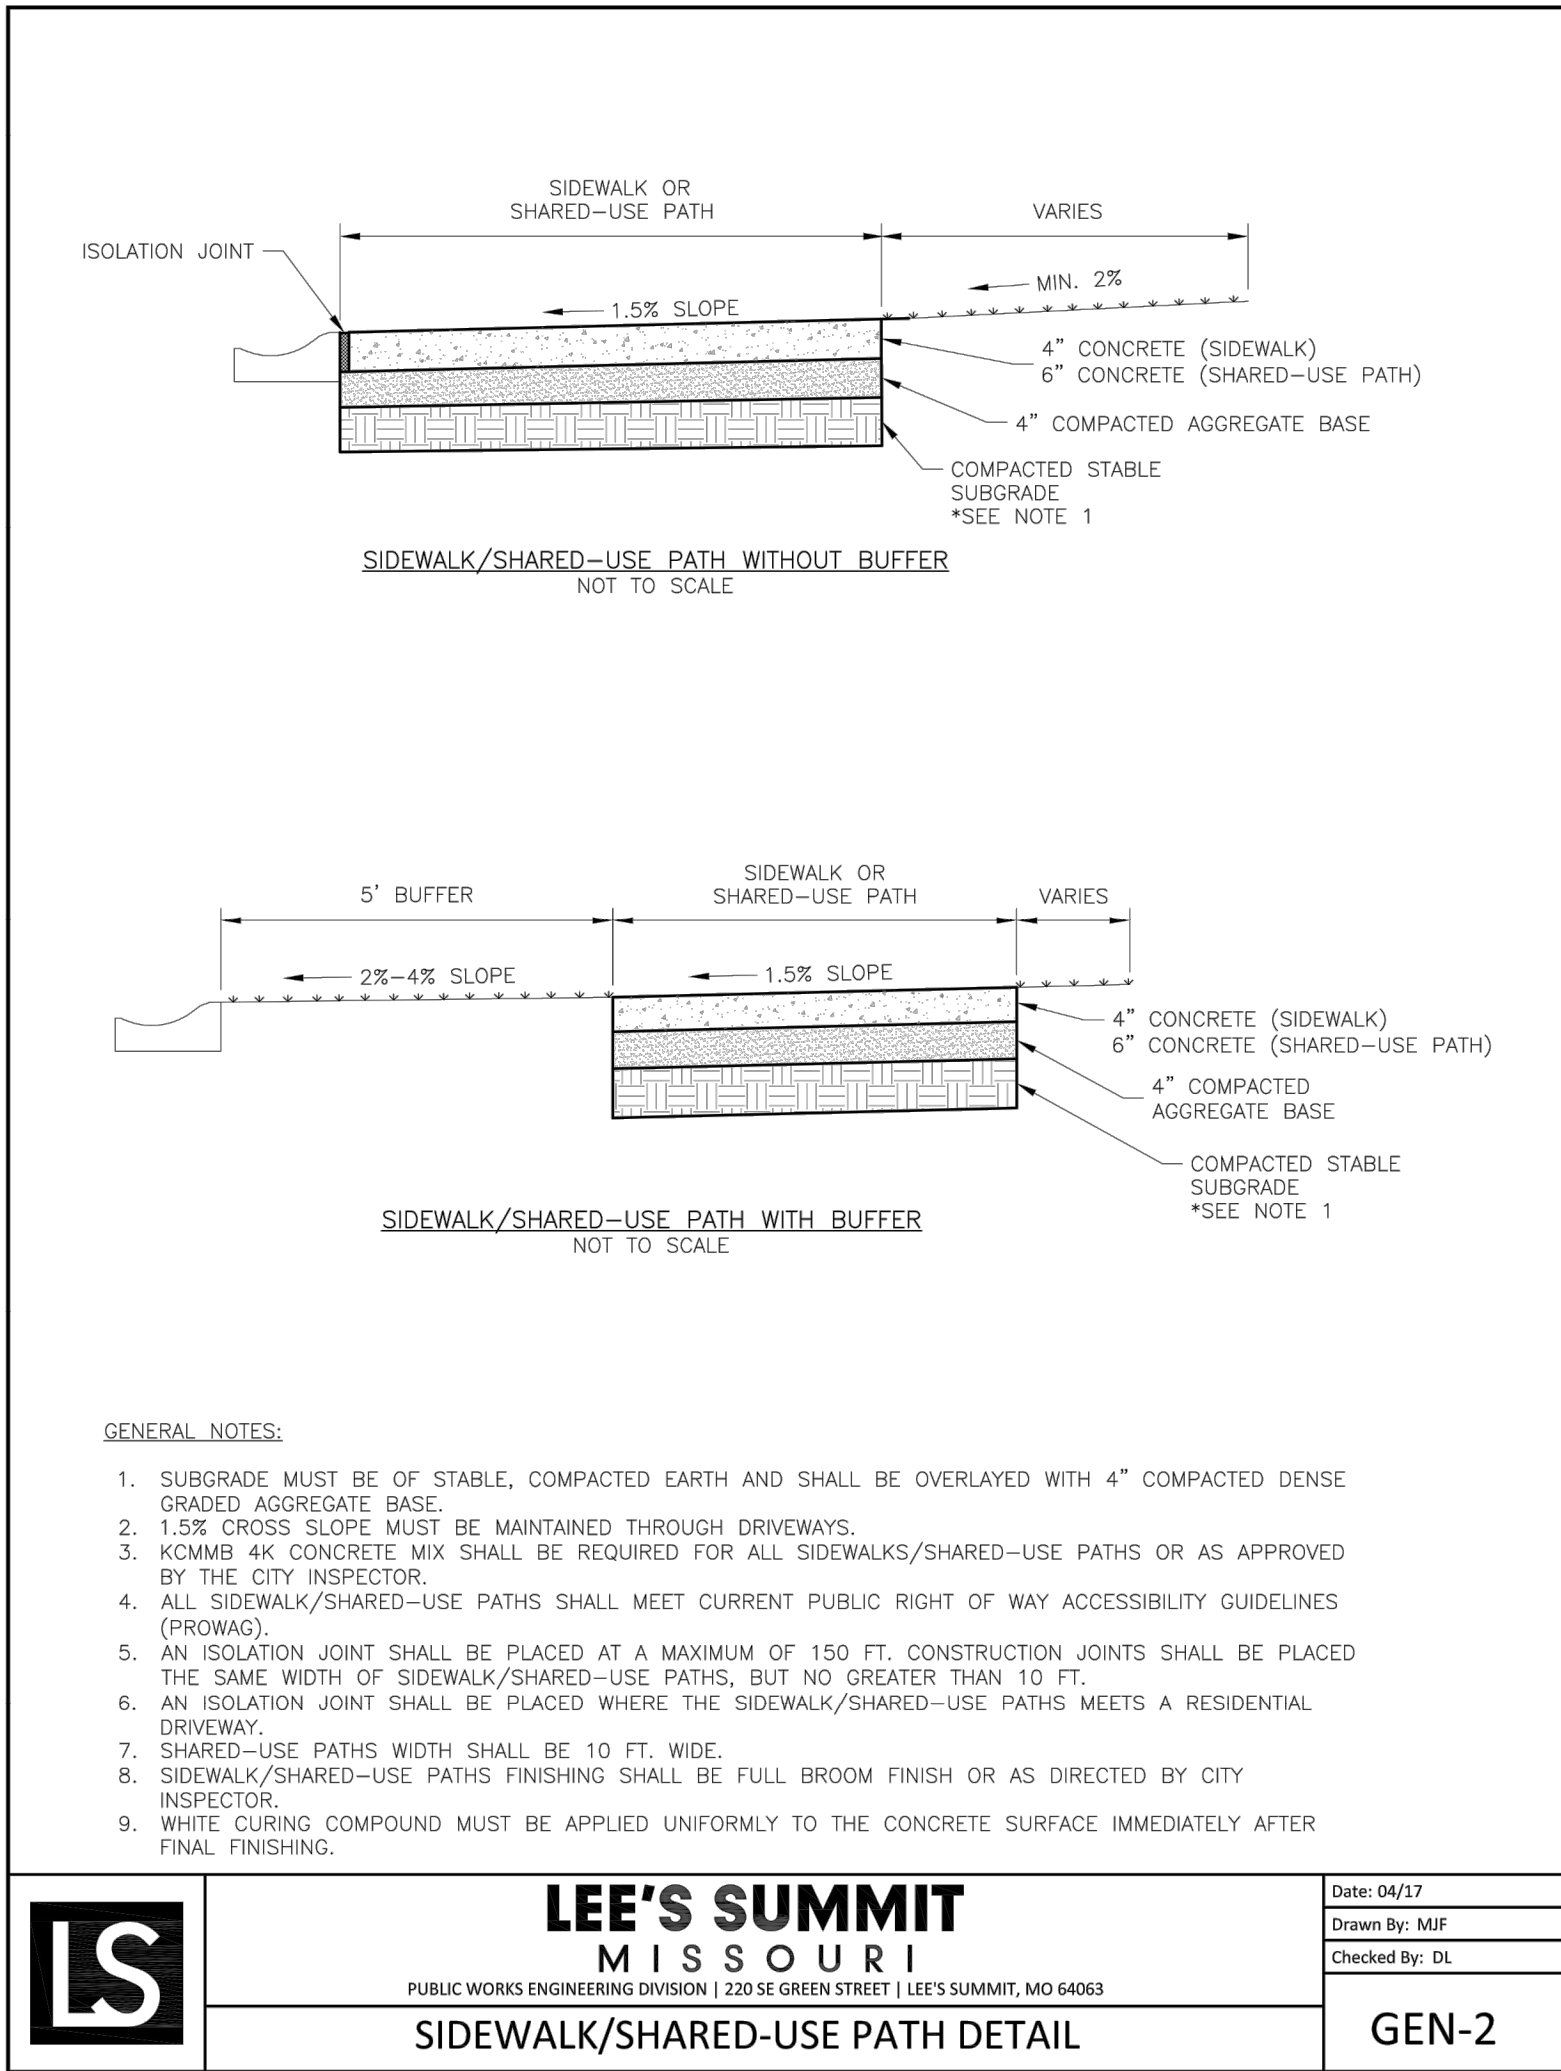 SIDEWALK OR
SHARED-USE PATH
VARIES
ISOLATION JOINT
MIN. 2%
1.5% SLOPE
4" CONCRETE (SIDEWALK)
6" CONCRETE (SHARED-USE PATH)
4" COMPACTED AGGREGATE BASE
COMPACTED STABLE
SUBGRADE
*SEE NOTE 1
SIDEWALK/SHARED-USE PATH WITHOUT BUFFER
NOT TO SCALE
5' BUFFER
SIDEWALK OR
SHARED-USE PATH
VARIES
2%-4% SLOPE
1.5% SLOPE
4" CONCRETE (SIDEWALK)
6" CONCRETE (SHARED-USE PATH)
4" COMPACTED
AGGREGATE BASE
COMPACTED STABLE
SUBGRADE
*SEE NOTE 1
SIDEWALK/SHARED-USE PATH WITH BUFFER
NOT TO SCALE
GENERAL NOTES:
1. SUBGRADE MUST BE OF STABLE, COMPACTED EARTH AND SHALL BE OVERLAYED WITH 4" COMPACTED DENSE
GRADED AGGREGATE BASE.
2. 1.5% CROSS SLOPE MUST BE MAINTAINED THROUGH DRIVEWAYS.
3. KCMMB 4K CONCRETE MIX SHALL BE REQUIRED FOR ALL SIDEWALKS/SHARED-USE PATHS OR AS APPROVED
BY THE CITY INSPECTOR.
4. ALL SIDEWALK/SHARED-USE PATHS SHALL MEET CURRENT PUBLIC RIGHT OF WAY ACCESSIBILITY GUIDELINES
(PROWAG).
5. AN ISOLATION JOINT SHALL BE PLACED AT A MAXIMUM OF 150 FT. CONSTRUCTION JOINTS SHALL BE PLACED
THE SAME WIDTH OF SIDEWALK/SHARED-USE PATHS, BUT NO GREATER THAN 10 FT.
6. AN ISOLATION JOINT SHALL BE PLACED WHERE THE SIDEWALK/SHARED-USE PATHS MEETS A RESIDENTIAL
DRIVEWAY.
7. SHARED-USE PATHS WIDTH SHALL BE 10 FT. WIDE.
8. SIDEWALK/SHARED-USE PATHS FINISHING SHALL BE FULL BROOM FINISH OR AS DIRECTED BY CITY
INSPECTOR.
9. WHITE CURING COMPOUND MUST BE APPLIED UNIFORMLY TO THE CONCRETE SURFACE IMMEDIATELY AFTER
FINAL FINISHING.
LS
LEE'S SUMMIT
MISSOURI
PUBLIC WORKS ENGINEERING DIVISION | 220 SE GREEN STREET | LEE'S SUMMIT, MO 64063
SIDEWALK/SHARED-USE PATH DETAIL
Date: 04/17
Drawn By: MJF
Checked By: DL
GEN-2